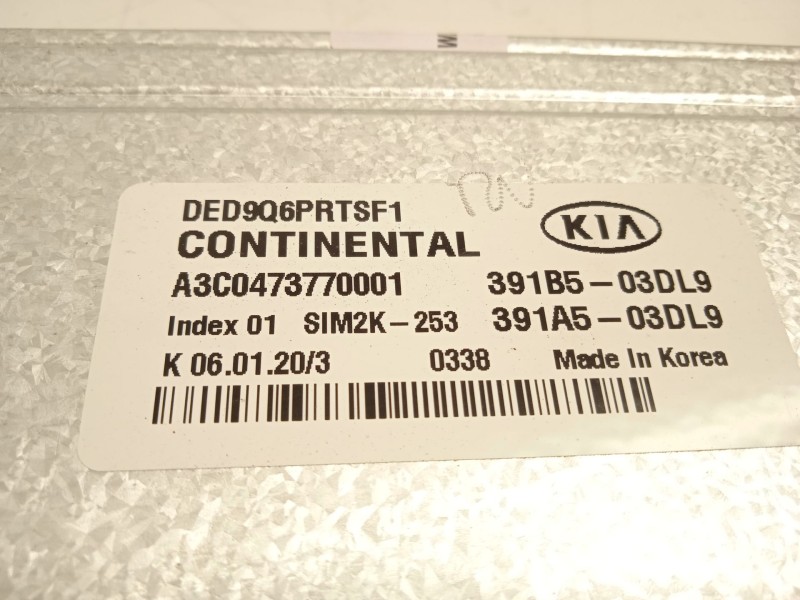 M
DED9Q6PRTSF1
KIA
CONTINENTAL
A3C0473770001 391B5-03DL9
Index 01 SIM2K-253 391A5-03DL9
K 06.01.20/3 0338 Made In Korea